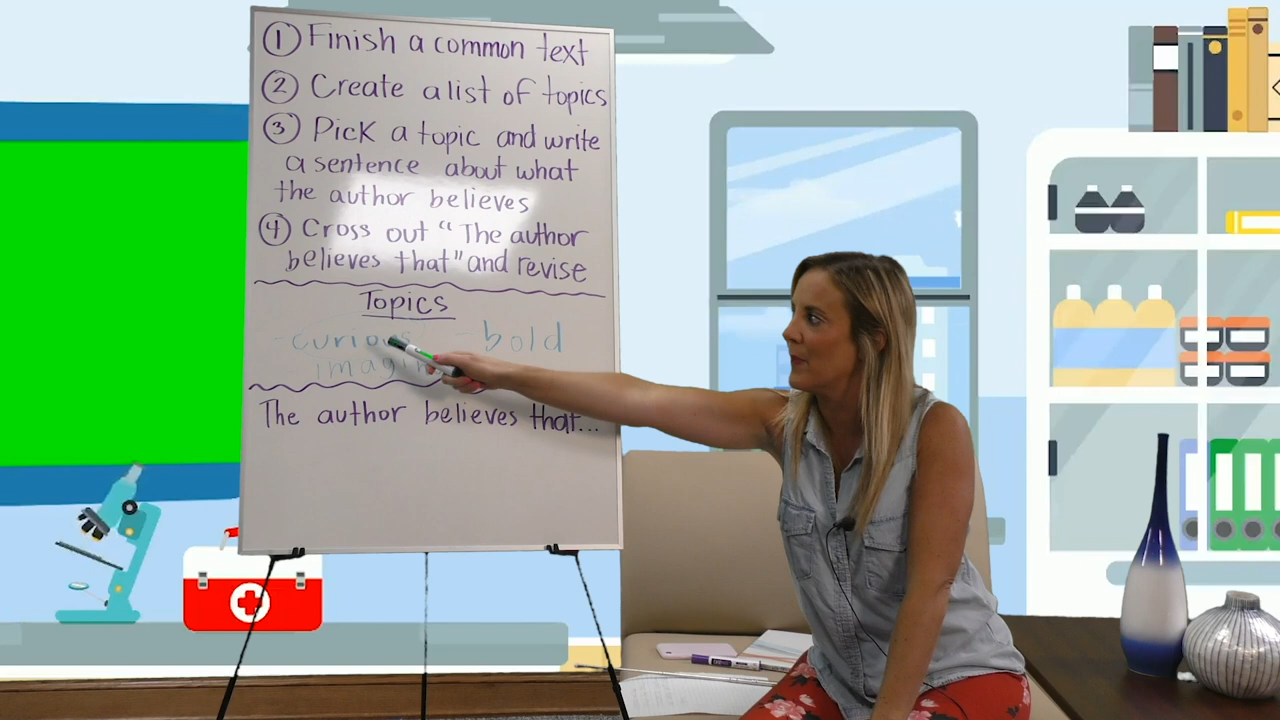 ① Finish a common text
② Create a list of topics
③ Pick a topic and write
a sentence about what
the author believes
④ Cross out "The author
believes that" and revise
Topics
- curious - bold
The author believes that...